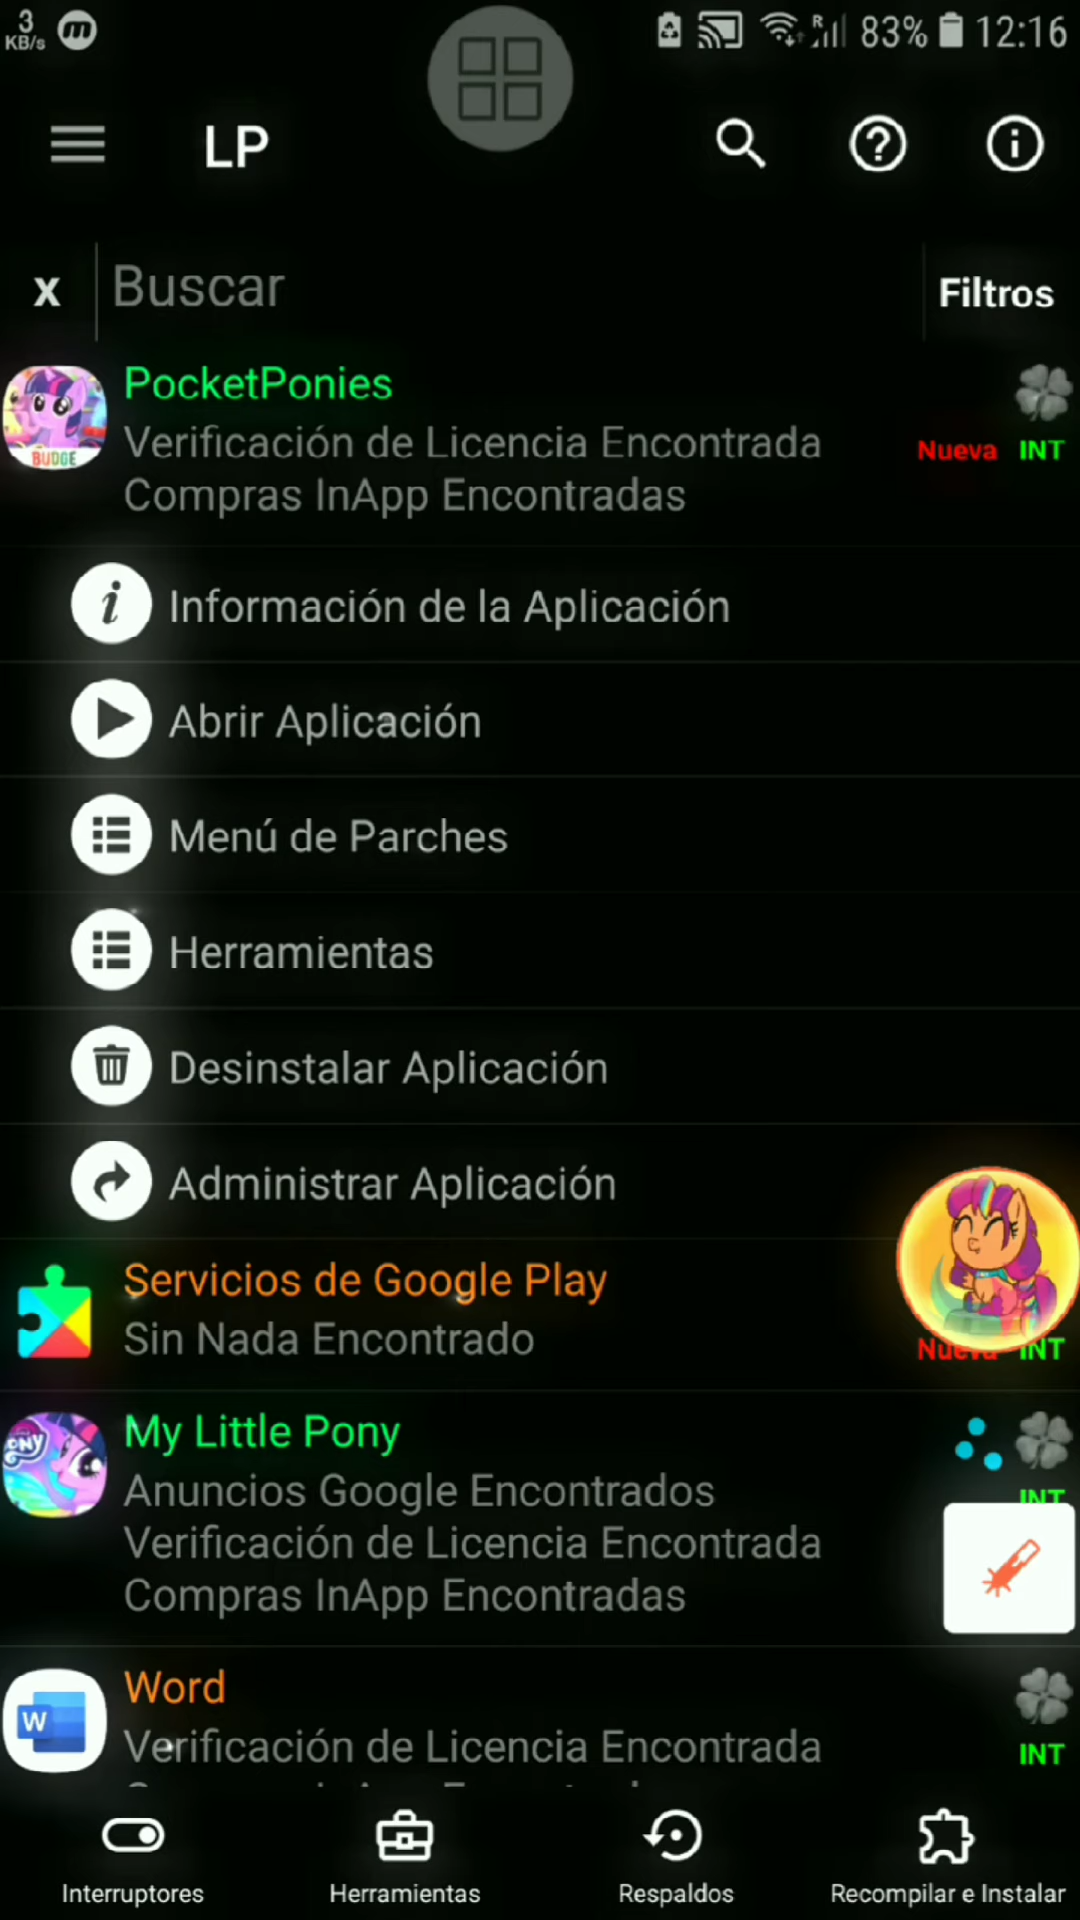 3
KB/s
R
83%
12:16
LP
x
Buscar
Filtros
PocketPonies
Verificación de Licencia Encontrada
Compras InApp Encontradas
Nueva INT
BUDGE
Información de la Aplicación
Abrir Aplicación
Menú de Parches
Herramientas
Desinstalar Aplicación
Administrar Aplicación
Servicios de Google Play
Sin Nada Encontrado
Nueva INT
My Little Pony
Anuncios Google Encontrados
Verificación de Licencia Encontrada
Compras InApp Encontradas
INT
PONY
Word
Verificación de Licencia Encontrada
INT
W
Interruptores
Herramientas
Respaldos
Recompilar e Instalar